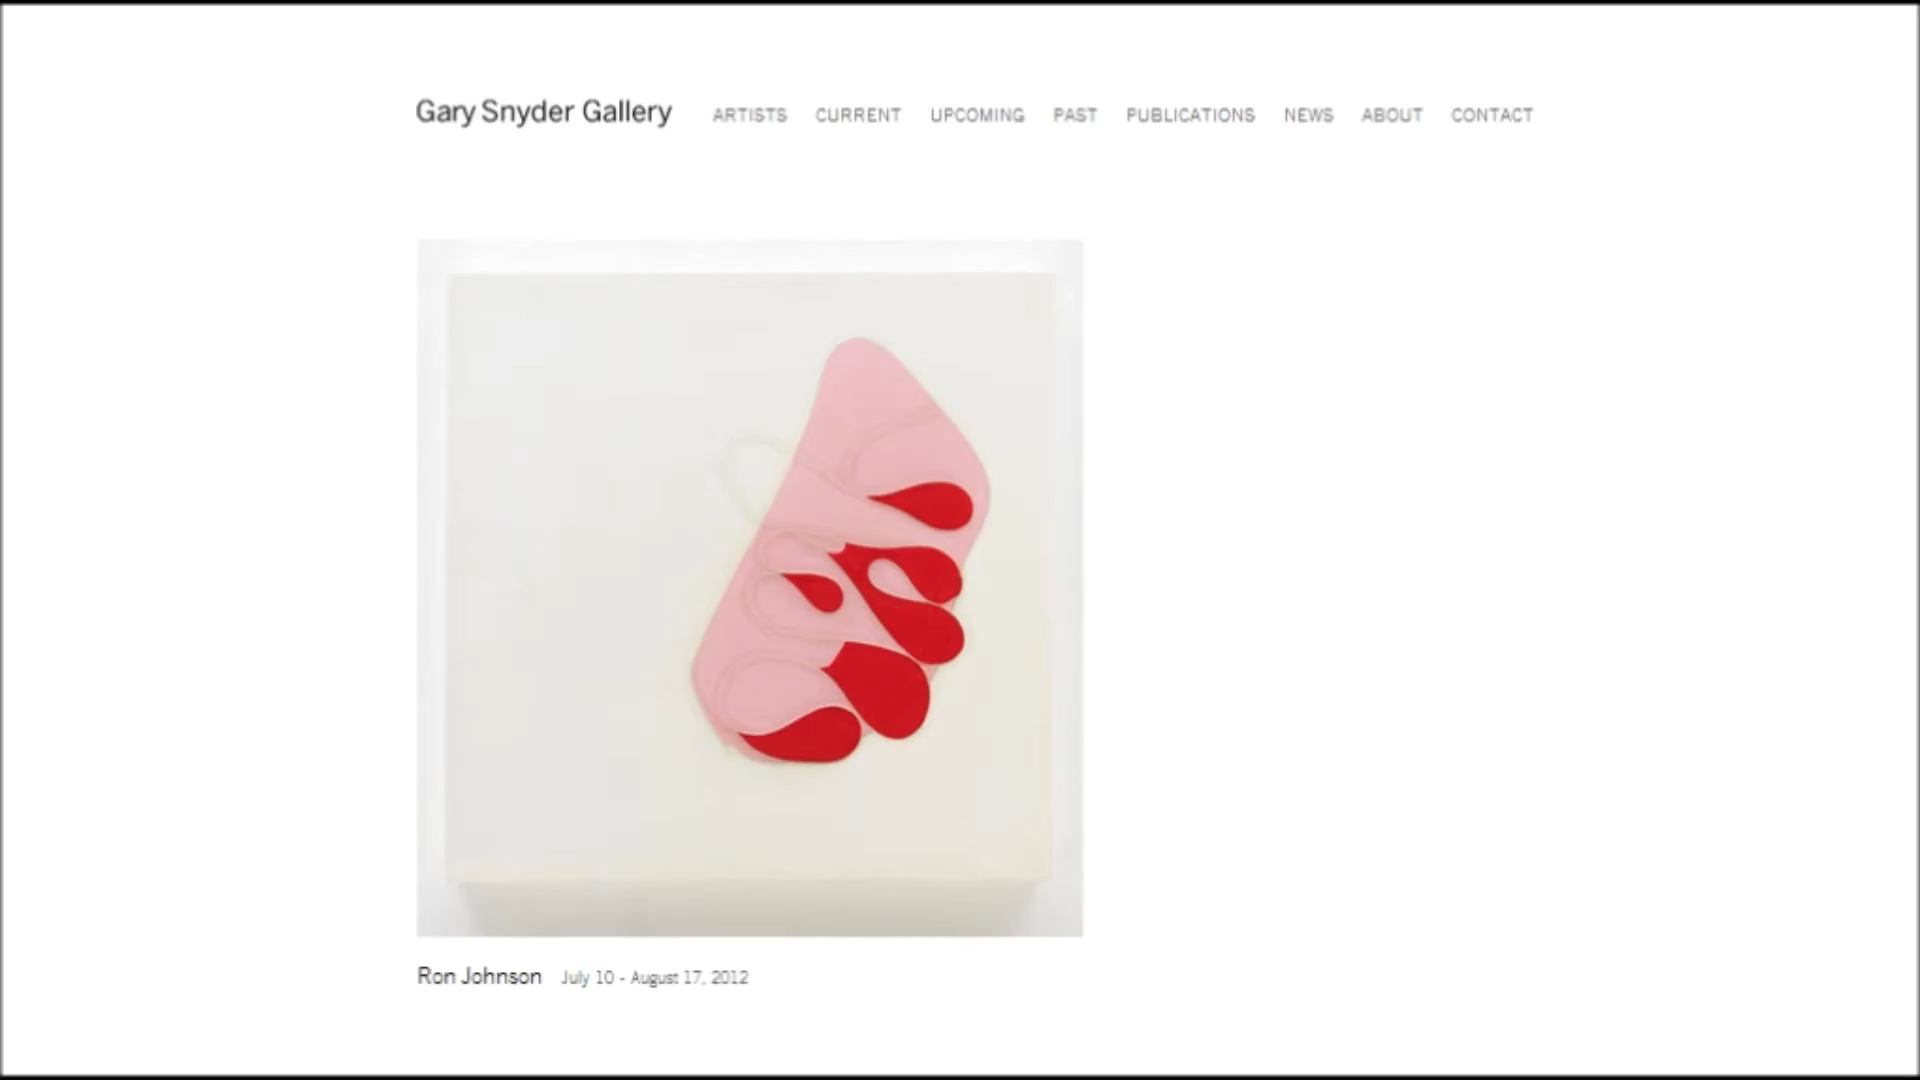 Gary Snyder Gallery ARTISTS CURRENT UPCOMING PAST PUBLICATIONS NEWS ABOUT CONTACT
Ron Johnson July 10 - August 17, 2012